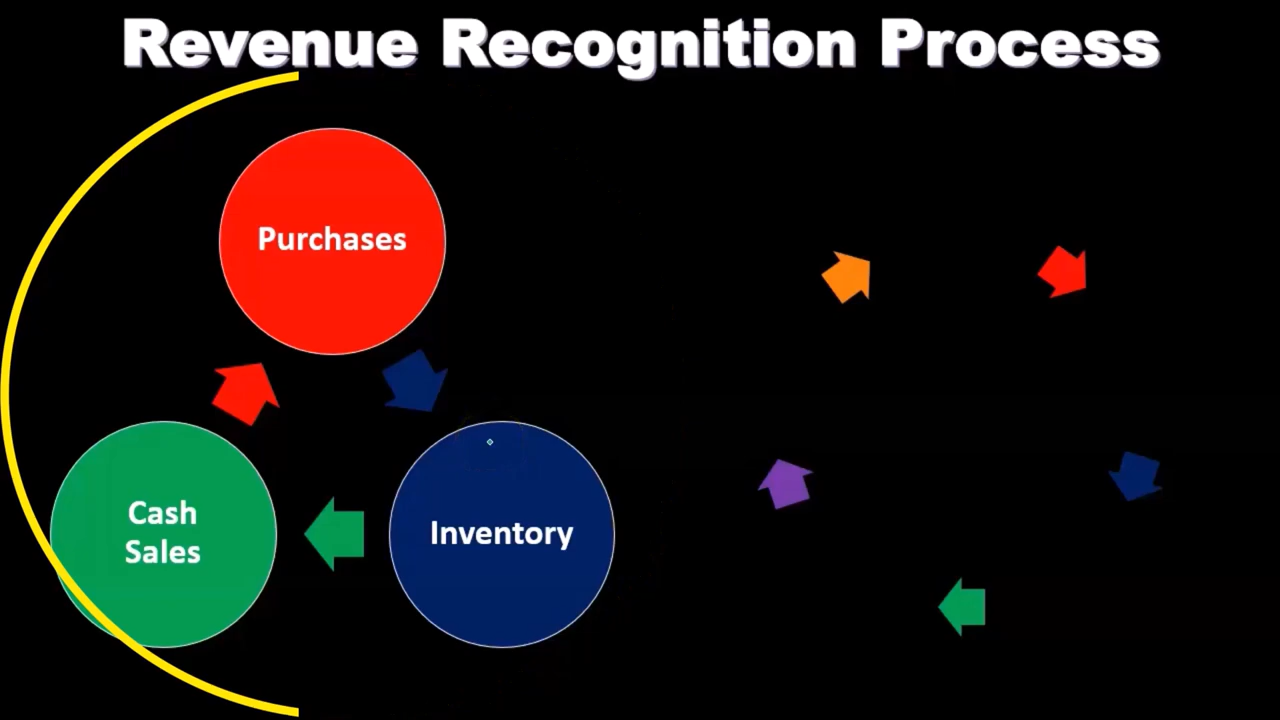 Revenue Recognition Process
Purchases
Cash
Sales
Inventory